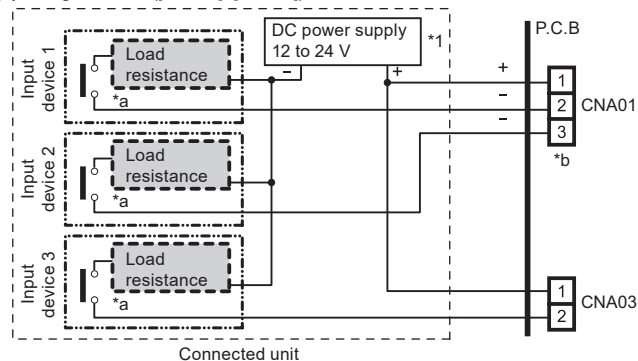 DC power supply
12 to 24 V
*1
P.C.B
Input
device 1
Load
resistance
*a
–
+
+
–
–
1
2
3
CNA01
*b
Input
device 2
Load
resistance
*a
Input
device 3
Load
resistance
*a
1
2
CNA03
Connected unit